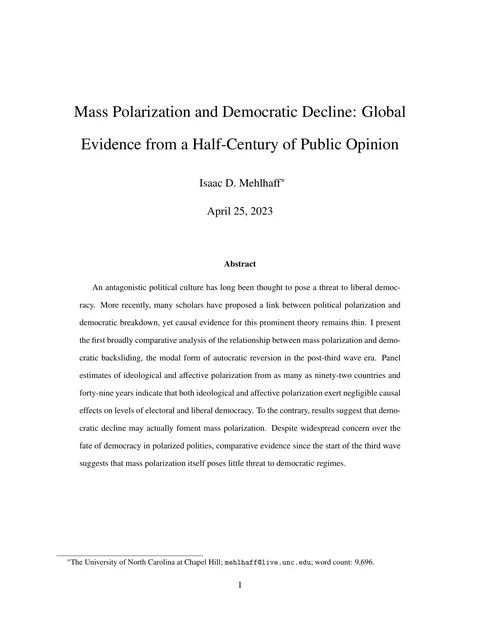 Mass Polarization and Democratic Decline: Global
Evidence from a Half-Century of Public Opinion
Isaac D. Mehlhaff*
April 25, 2023
Abstract
An antagonistic political culture has long been thought to pose a threat to liberal democ-
racy. More recently, many scholars have proposed a link between political polarization and
democratic breakdown, yet causal evidence for this prominent theory remains thin. I present
the first broadly comparative analysis of the relationship between mass polarization and demo-
cratic backsliding, the modal form of autocratic reversion in the post-third wave era. Panel
estimates of ideological and affective polarization from as many as ninety-two countries and
forty-nine years indicate that both ideological and affective polarization exert negligible causal
effects on levels of electoral and liberal democracy. To the contrary, results suggest that demo-
cratic decline may actually foment mass polarization. Despite widespread concern over the
fate of democracy in polarized polities, comparative evidence since the start of the third wave
suggests that mass polarization itself poses little threat to democratic regimes.
*The University of North Carolina at Chapel Hill; mehlhaff@live.unc.edu; word count: 9,696.
1